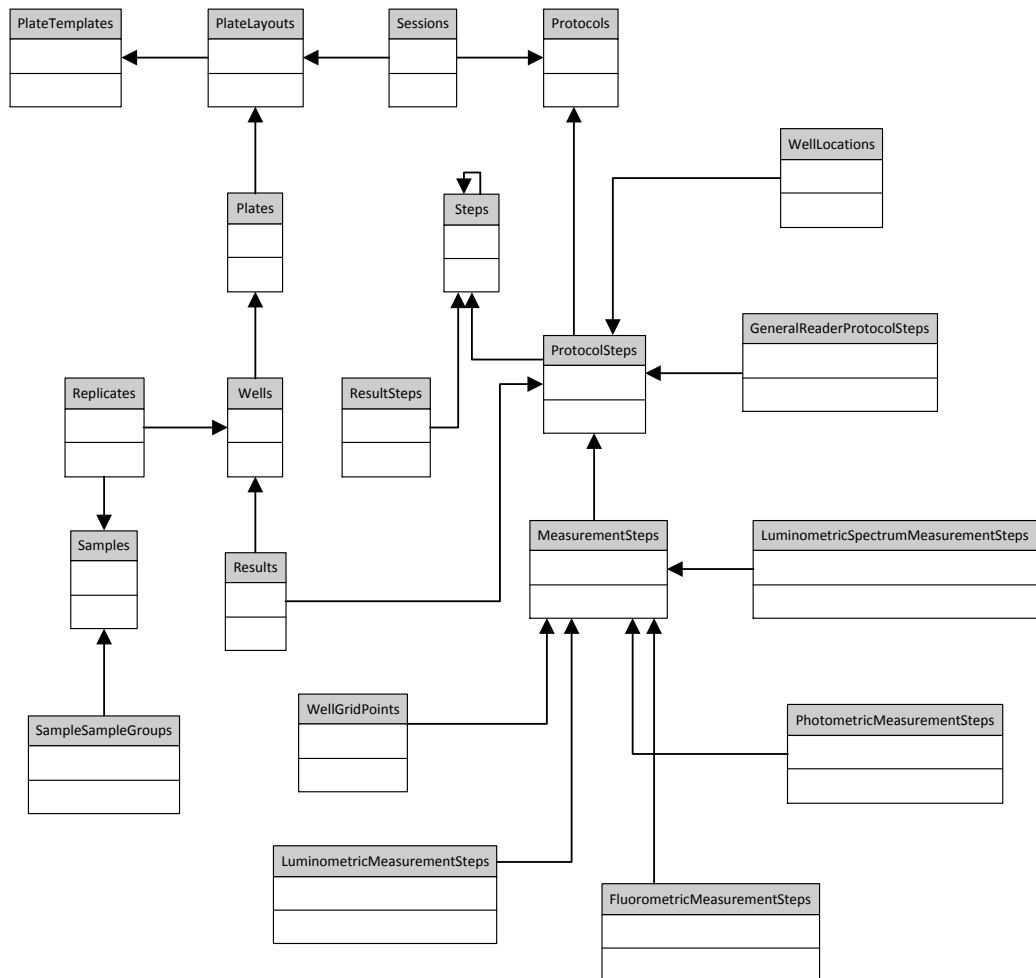 PlateTemplates
PlateLayouts
Sessions
Protocols
WellLocations
Plates
Steps
GeneralReaderProtocolSteps
ProtocolSteps
Replicates
Wells
ResultSteps
MeasurementSteps
LuminometricSpectrumMeasurementSteps
Samples
Results
WellGridPoints
PhotometricMeasurementSteps
SampleSampleGroups
LuminometricMeasurementSteps
FluorometricMeasurementSteps